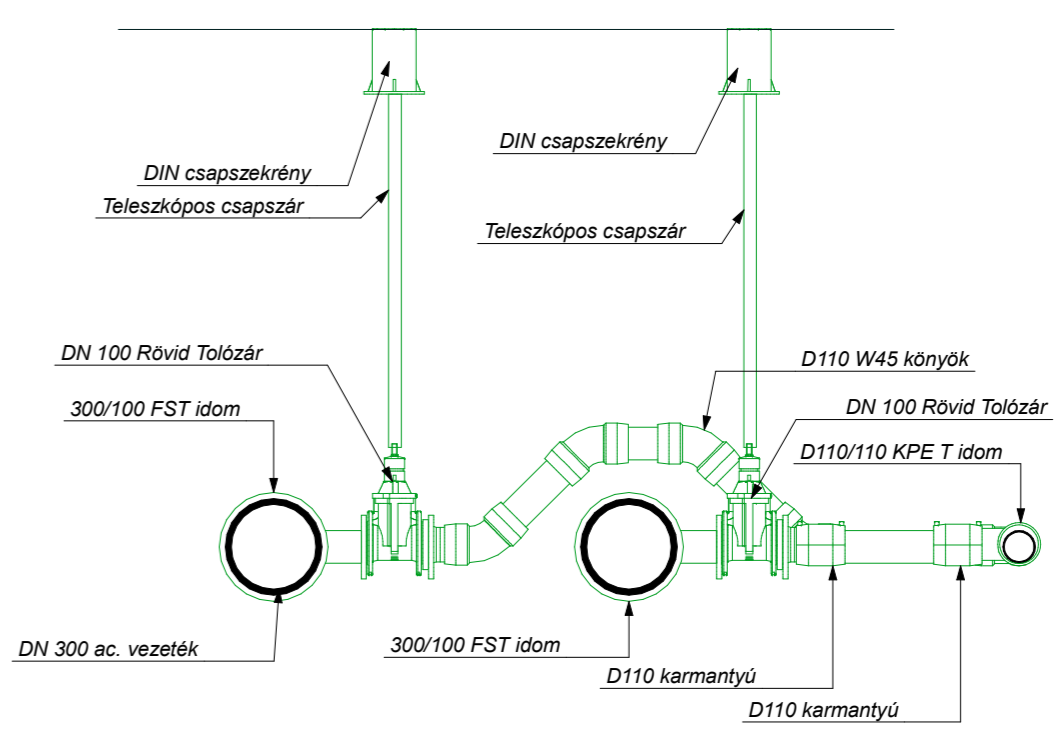 DIN csapszekrény
DIN csapszekrény
Teleszkópos csapszár
Teleszkópos csapszár
DN 100 Rövid Tolózár
D110 W45 könyök
300/100 FST idom
DN 100 Rövid Tolózár
D110/110 KPE T idom
DN 300 ac. vezeték
300/100 FST idom
D110 karmantyú
D110 karmantyú